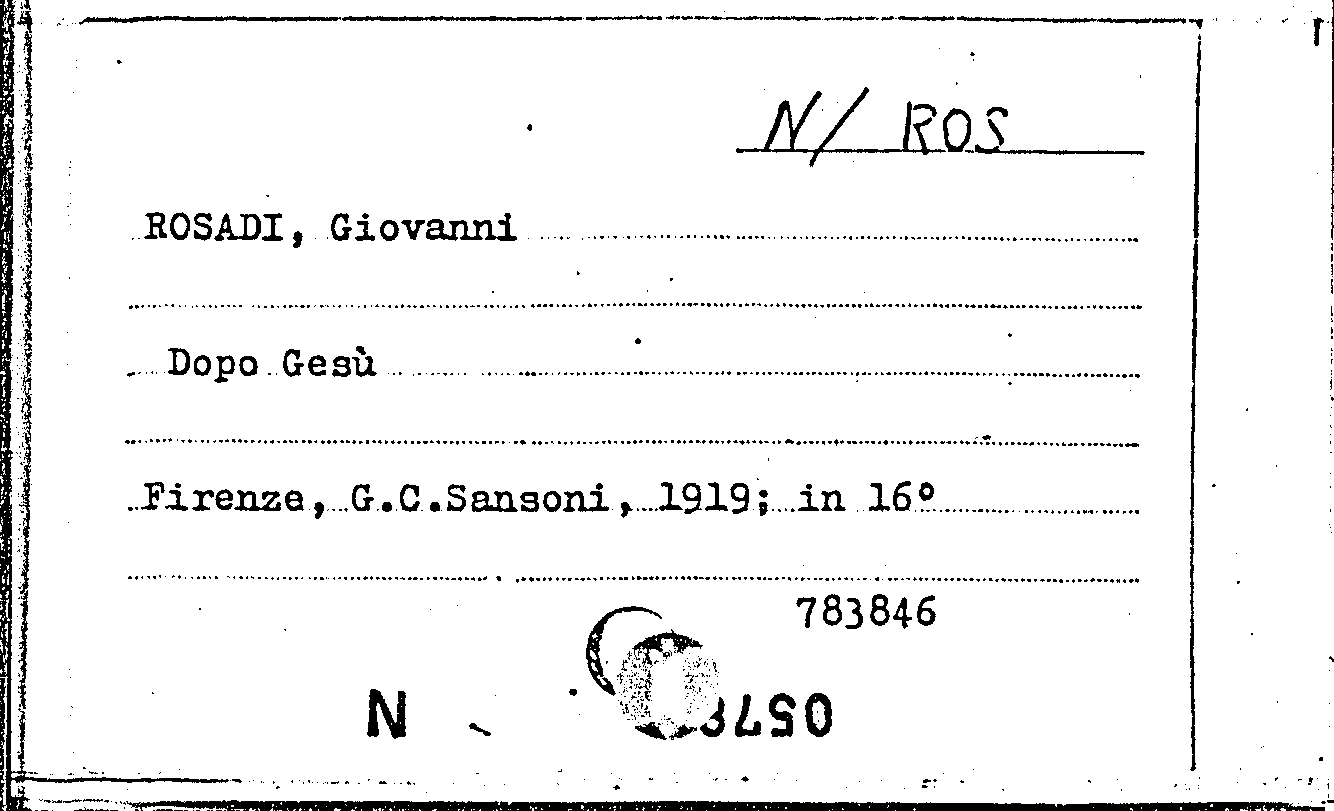 N/ ROS
ROSADI, Giovanni
Dopo Gesù
Firenze, G.C.Sansoni, 1919; in 16°
783846
N